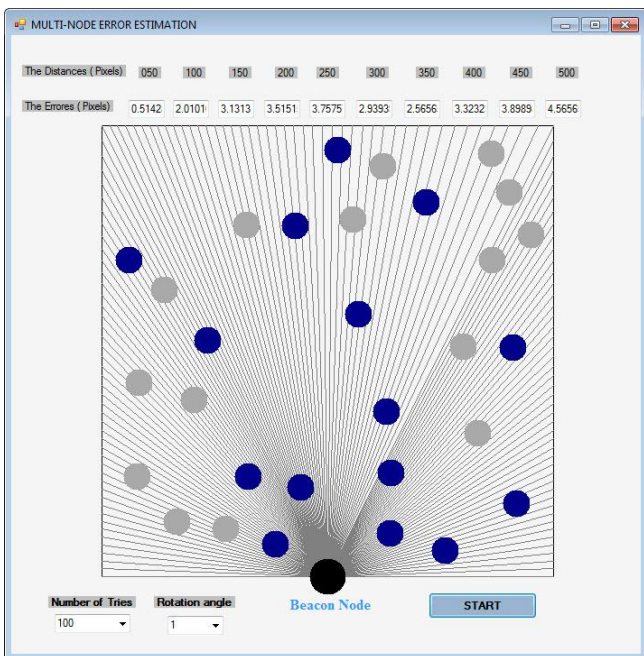 MULTI-NODE ERROR ESTIMATION
The Distances ( Pixels) 050 100 150 200 250 300 350 400 450 500
The Errores ( Pixels) 0.5142 2.0101 3.1313 3.5151 3.7575 2.9393 2.5656 3.3232 3.8989 4.5656
Number of Tries Rotation angle
Beacon Node
START
100 1